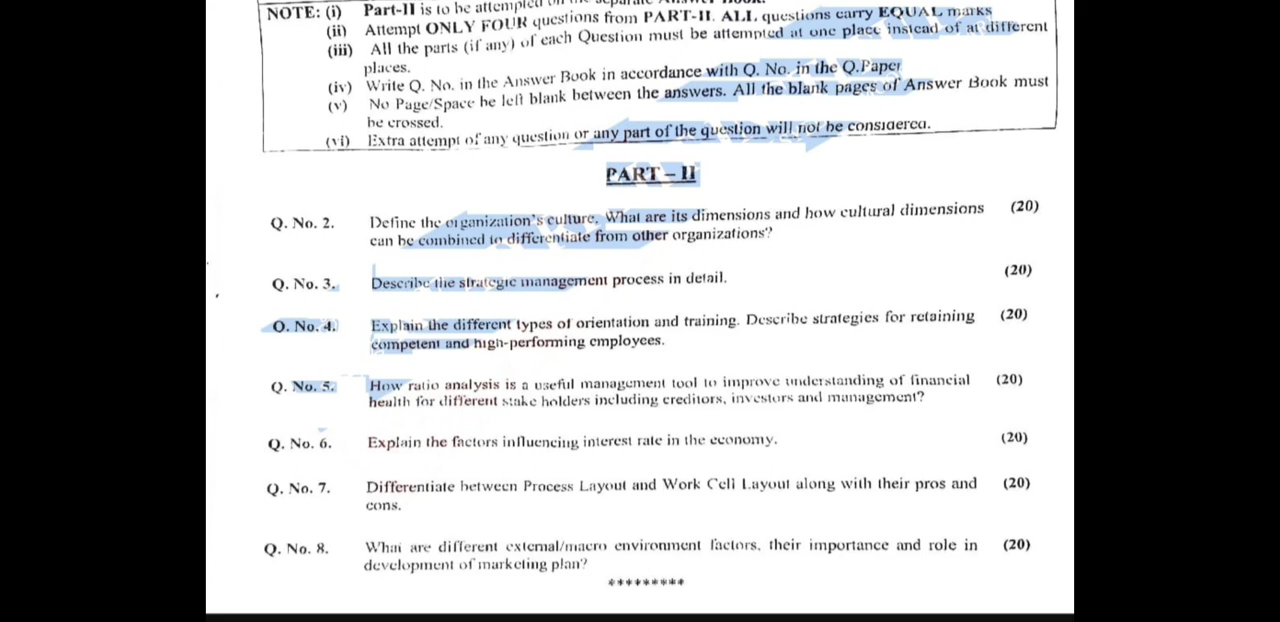 NOTE: (i) Part-II is to be attempted on the separate Answer Book.
(ii) Attempt ONLY FOUR questions from PART-II. ALL questions carry EQUAL marks
(iii) All the parts (if any) of each Question must be attempted at one place instead of at different
places.
(iv) Write Q. No. in the Answer Book in accordance with Q. No. in the Q.Paper
(v) No Page/Space be left blank between the answers. All the blank pages of Answer Book must
be crossed.
(vi) Extra attempt of any question or any part of the question will not be considered.
PART – II
Q. No. 2. Define the organization's culture. What are its dimensions and how cultural dimensions (20)
can be combined to differentiate from other organizations?
Q. No. 3. Describe the strategic management process in detail. (20)
Q. No. 4. Explain the different types of orientation and training. Describe strategies for retaining (20)
competent and high-performing employees.
Q. No. 5. How ratio analysis is a useful management tool to improve understanding of financial (20)
health for different stake holders including creditors, investors and management?
Q. No. 6. Explain the factors influencing interest rate in the economy. (20)
Q. No. 7. Differentiate between Process Layout and Work Cell Layout along with their pros and (20)
cons.
Q. No. 8. What are different external/macro environment factors, their importance and role in (20)
development of marketing plan?
*********